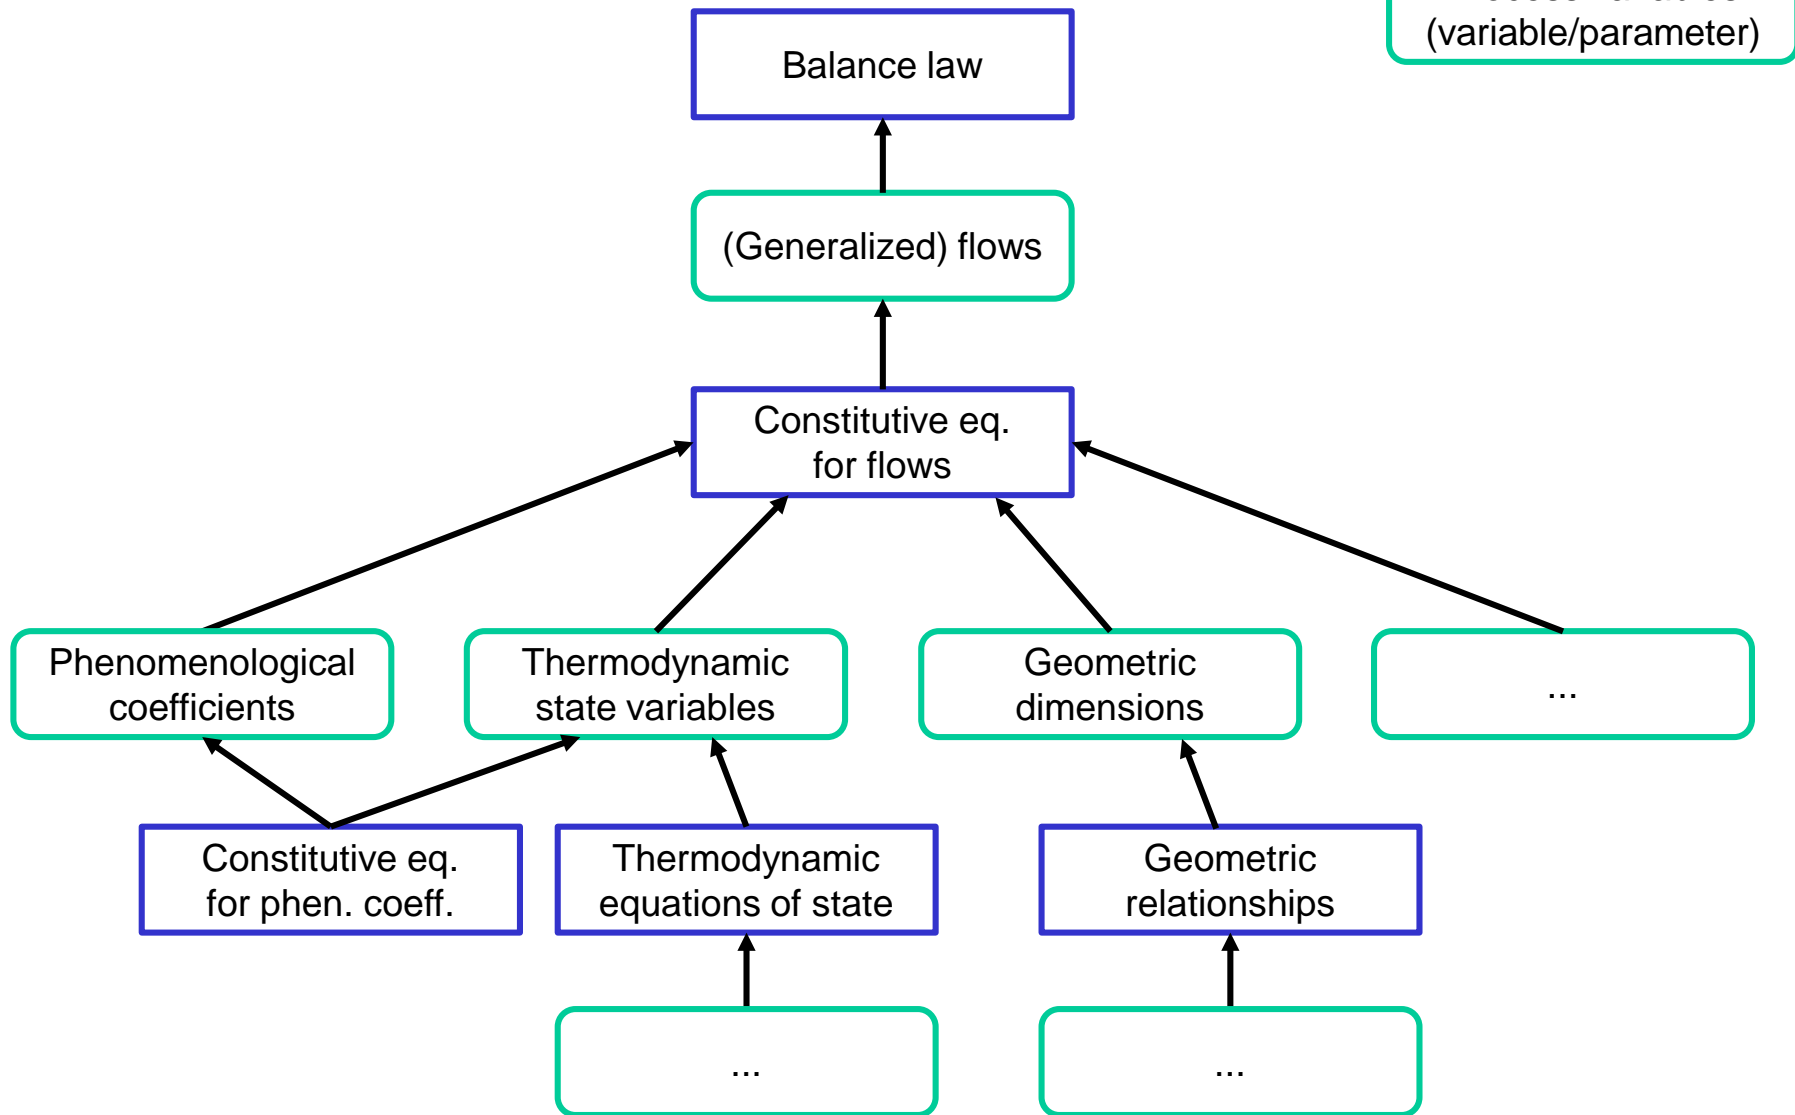 (variable/parameter)
Balance law
(Generalized) flows
Constitutive eq.
for flows
Phenomenological
coefficients
Thermodynamic
state variables
Geometric
dimensions
...
Constitutive eq.
for phen. coeff.
Thermodynamic
equations of state
Geometric
relationships
...
...